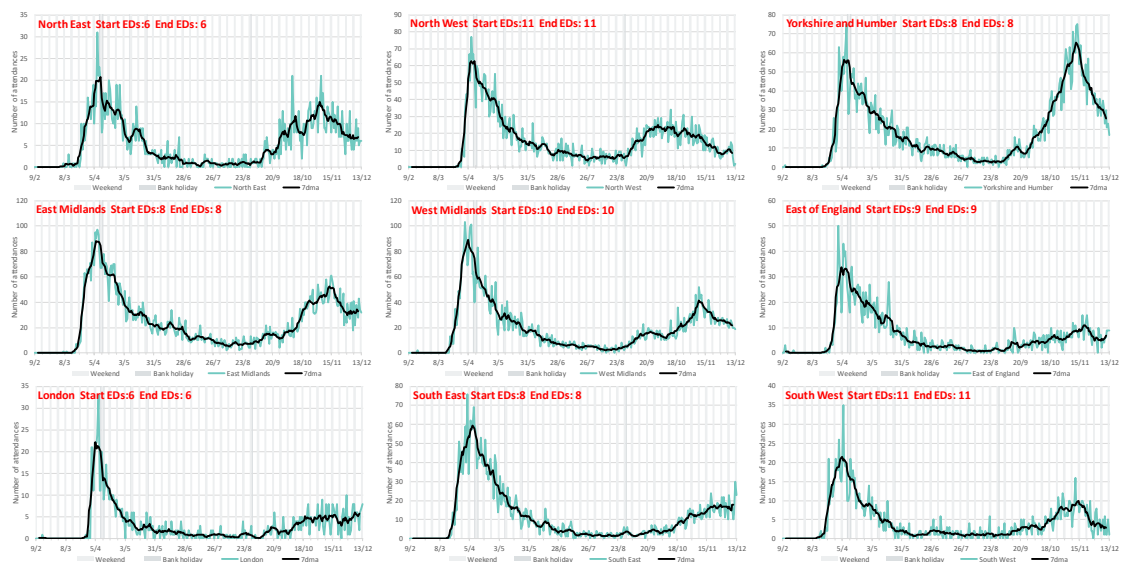 North East Start EDs:6 End EDs: 6
Number of attendances
35
30
25
20
15
10
5
0
9/2 8/3 5/4 3/5 31/5 28/6 26/7 23/8 20/9 18/10 15/11 13/12
Weekend Bank holiday North East 7dma
North West Start EDs:11 End EDs: 11
Number of attendances
90
80
70
60
50
40
30
20
10
0
9/2 8/3 5/4 3/5 31/5 28/6 26/7 23/8 20/9 18/10 15/11 13/12
Weekend Bank holiday North West 7dma
Yorkshire and Humber Start EDs:8 End EDs: 8
Number of attendances
80
70
60
50
40
30
20
10
0
9/2 8/3 5/4 3/5 31/5 28/6 26/7 23/8 20/9 18/10 15/11 13/12
Weekend Bank holiday Yorkshire and Humber 7dma
East Midlands Start EDs:8 End EDs: 8
Number of attendances
120
100
80
60
40
20
0
9/2 8/3 5/4 3/5 31/5 28/6 26/7 23/8 20/9 18/10 15/11 13/12
Weekend Bank holiday East Midlands 7dma
West Midlands Start EDs:10 End EDs: 10
Number of attendances
120
100
80
60
40
20
0
9/2 8/3 5/4 3/5 31/5 28/6 26/7 23/8 20/9 18/10 15/11 13/12
Weekend Bank holiday West Midlands 7dma
East of England Start EDs:9 End EDs: 9
Number of attendances
60
50
40
30
20
10
0
9/2 8/3 5/4 3/5 31/5 28/6 26/7 23/8 20/9 18/10 15/11 13/12
Weekend Bank holiday East of England 7dma
London Start EDs:6 End EDs: 6
Number of attendances
35
30
25
20
15
10
5
0
9/2 8/3 5/4 3/5 31/5 28/6 26/7 23/8 20/9 18/10 15/11 13/12
Weekend Bank holiday London 7dma
South East Start EDs:8 End EDs: 8
Number of attendances
80
70
60
50
40
30
20
10
0
9/2 8/3 5/4 3/5 31/5 28/6 26/7 23/8 20/9 18/10 15/11 13/12
Weekend Bank holiday South East 7dma
South West Start EDs:11 End EDs: 11
Number of attendances
40
35
30
25
20
15
10
5
0
9/2 8/3 5/4 3/5 31/5 28/6 26/7 23/8 20/9 18/10 15/11 13/12
Weekend Bank holiday South West 7dma